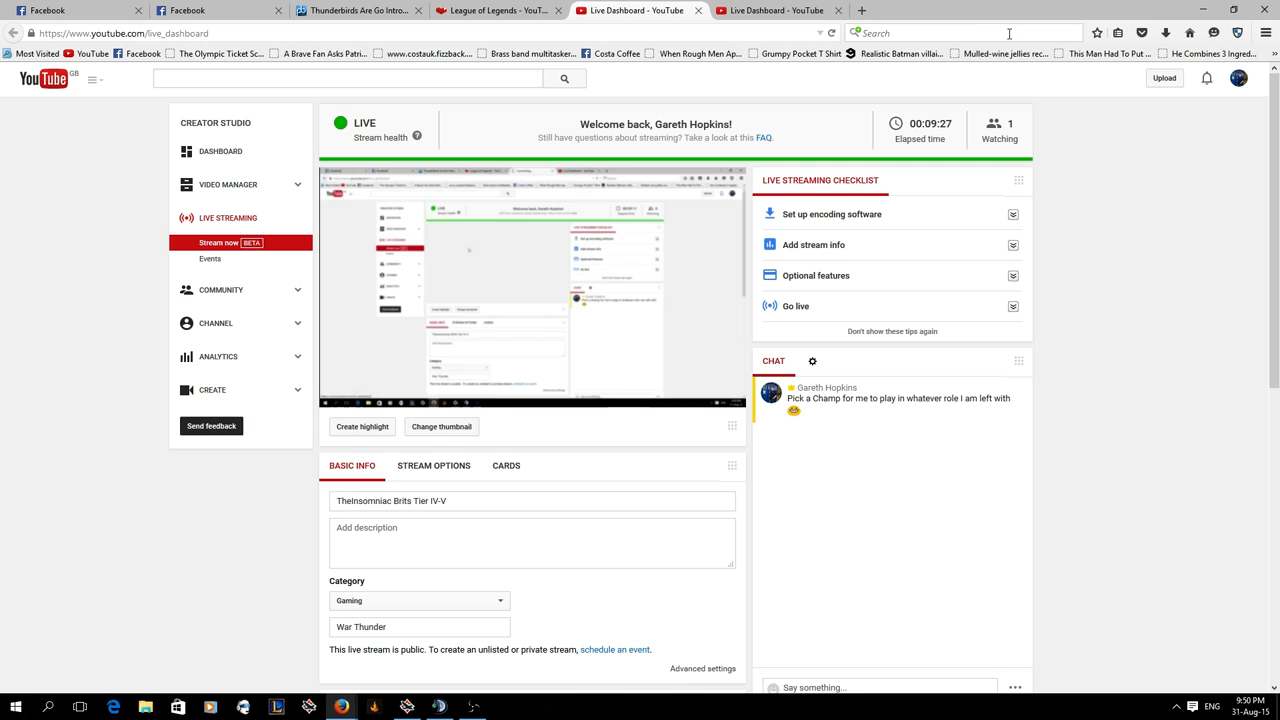 Facebook
Facebook
Thunderbirds Are Go Intro...
League of Legends - YouT...
Live Dashboard - YouTube
Live Dashboard - YouTube
https://www.youtube.com/live_dashboard
Search
Most Visited
YouTube
Facebook
The Olympic Ticket Sc...
A Brave Fan Asks Patri...
www.costauk.fizzback....
Brass band multitasker...
Costa Coffee
When Rough Men Ap...
Grumpy Pocket T Shirt
Realistic Batman villai...
Mulled-wine jellies rec...
This Man Had To Put ...
He Combines 3 Ingred...
YouTube GB
Upload
CREATOR STUDIO
DASHBOARD
VIDEO MANAGER
LIVE STREAMING
Stream now BETA
Events
COMMUNITY
CHANNEL
ANALYTICS
CREATE
Send feedback
LIVE
Stream health ?
Welcome back, Gareth Hopkins!
Still have questions about streaming? Take a look at this FAQ.
00:09:27
Elapsed time
1
Watching
Create highlight
Change thumbnail
BASIC INFO
STREAM OPTIONS
CARDS
TheInsomniac Brits Tier IV-V
Add description
Category
Gaming
War Thunder
This live stream is public. To create an unlisted or private stream, schedule an event.
Advanced settings
LIVE STREAMING CHECKLIST
Set up encoding software
Add stream info
Optional features
Go live
Don't show these tips again
CHAT
Gareth Hopkins
Pick a Champ for me to play in whatever role I am left with
Say something...
ENG
9:50 PM
31-Aug-15